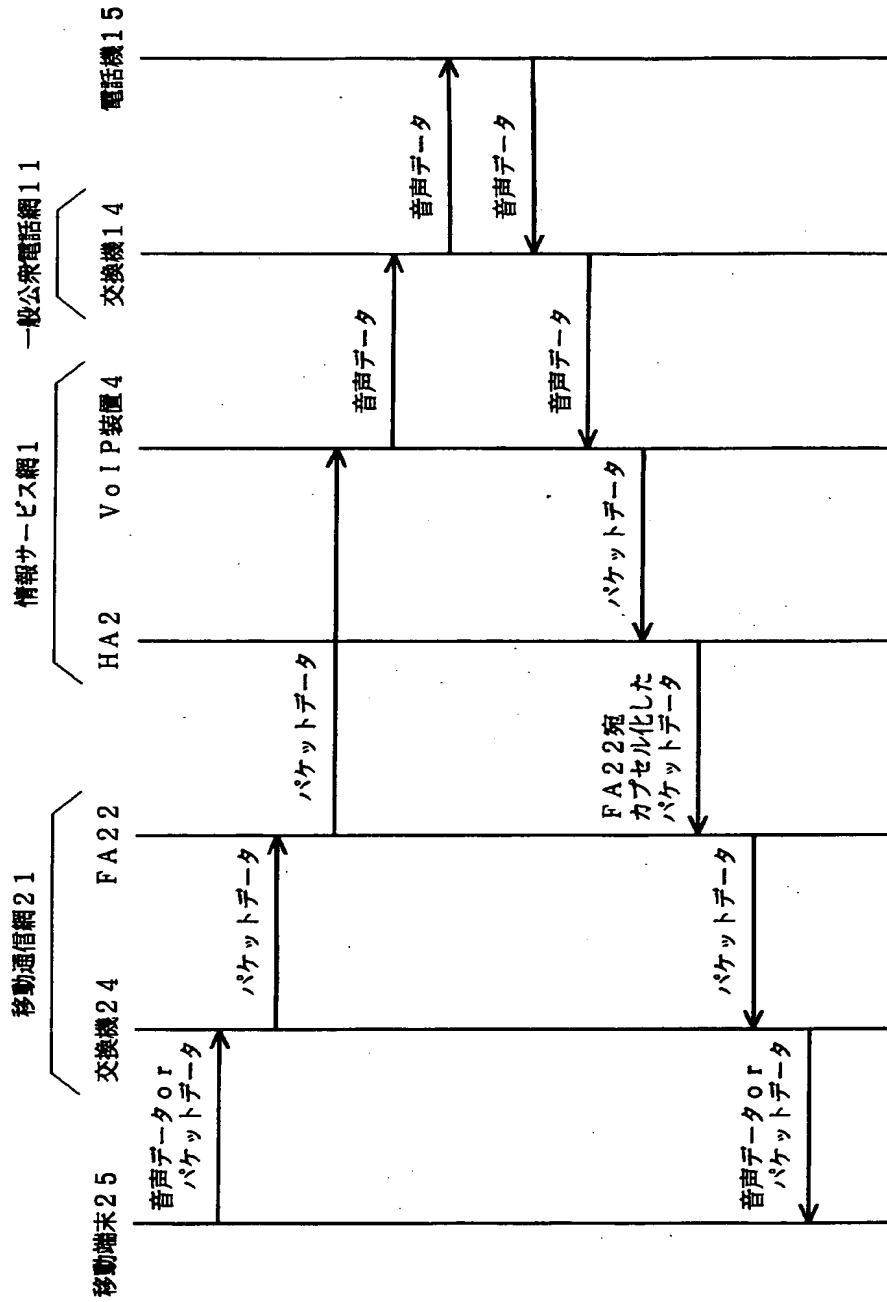 移動通信網21
情報サービス網1
一般公衆電話網11
移動端末25
交換機24
FA22
HA2
VoIP装置4
交換機14
電話機15
音声データor
パケットデータ
パケットデータ
パケットデータ
音声データ
音声データ
音声データ
音声データ
パケットデータ
FA22宛
カプセル化した
パケットデータ
パケットデータ
音声データor
パケットデータ